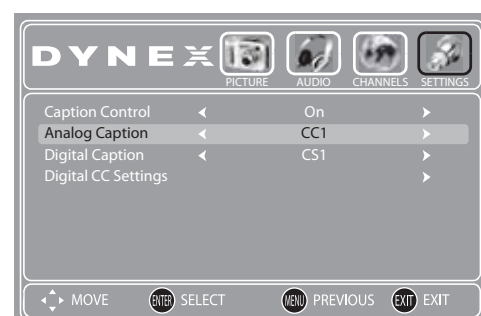 DYNEX
PICTURE AUDIO CHANNELS SETTINGS
Caption Control On
Analog Caption CC1
Digital Caption CS1
Digital CC Settings
MOVE ENTER SELECT MENU PREVIOUS EXIT EXIT